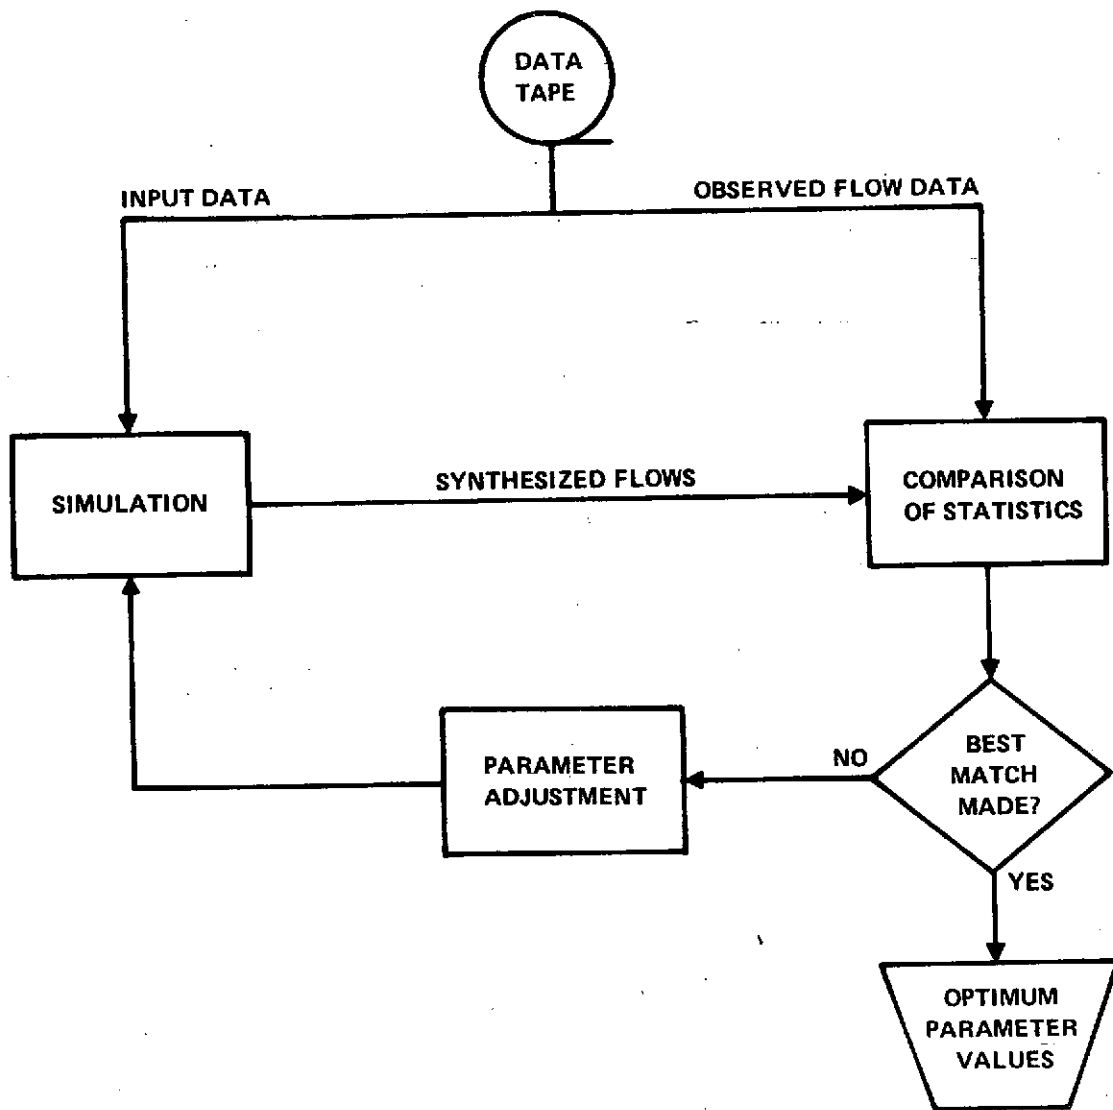 DATA
TAPE
INPUT DATA
OBSERVED FLOW DATA
SIMULATION
SYNTHESIZED FLOWS
COMPARISON
OF STATISTICS
PARAMETER
ADJUSTMENT
NO
BEST
MATCH
MADE?
YES
OPTIMUM
PARAMETER
VALUES